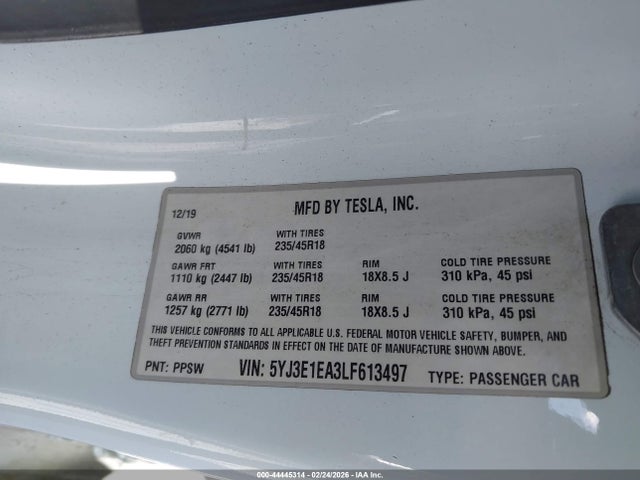 12/19 MFD BY TESLA, INC.
GVWR WITH TIRES
2060 kg (4541 lb) 235/45R18
GAWR FRT WITH TIRES RIM COLD TIRE PRESSURE
1110 kg (2447 lb) 235/45R18 18X8.5 J 310 kPa, 45 psi
GAWR RR WITH TIRES RIM COLD TIRE PRESSURE
1257 kg (2771 lb) 235/45R18 18X8.5 J 310 kPa, 45 psi
THIS VEHICLE CONFORMS TO ALL APPLICABLE U.S. FEDERAL MOTOR VEHICLE SAFETY, BUMPER, AND
THEFT PREVENTION STANDARDS IN EFFECT ON THE DATE OF MANUFACTURE SHOWN ABOVE.
PNT: PPSW VIN: 5YJ3E1EA3LF613497 TYPE: PASSENGER CAR
000-44445314 - 02/24/2026 - IAAI.COM